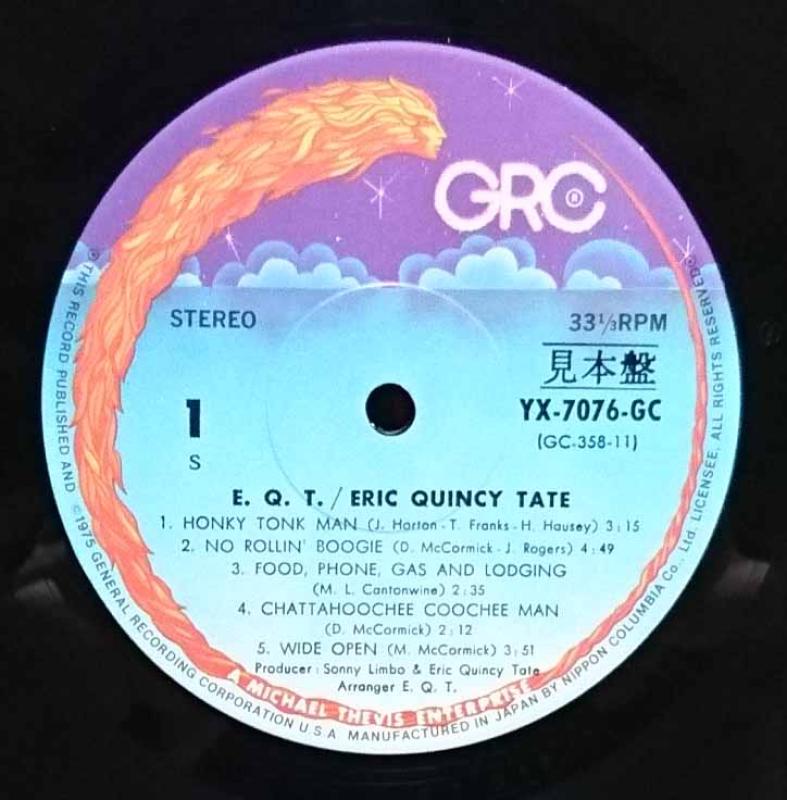 GRC®
STEREO
33⅓RPM
見本盤
1
YX-7076-GC
S
(GC-358-11)
E. Q. T. / ERIC QUINCY TATE
1. HONKY TONK MAN (J. Horton - T. Franks - H. Hausey) 3:15
2. NO ROLLIN' BOOGIE (D. McCormick - J. Rogers) 4:49
3. FOOD, PHONE, GAS AND LODGING
(M. L. Cantonwine) 2:35
4. CHATTAHOOCHEE COOCHEE MAN
(D. McCormick) 2:12
5. WIDE OPEN (M. McCormick) 3:51
Producer: Sonny Limbo & Eric Quincy Tate
Arranger E. Q. T.
A MICHAEL THEVIS ENTERPRISE
℗THIS RECORD PUBLISHED AND ©1975 GENERAL RECORDING CORPORATION U.S.A MANUFACTURED IN JAPAN BY NIPPON COLUMBIA Co., Ltd. LICENSEE, ALL RIGHTS RESERVED®